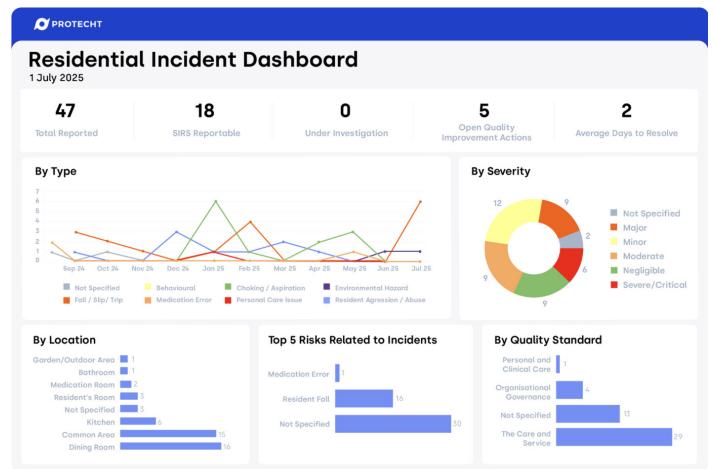 PROTECHT
Residential Incident Dashboard
1 July 2025
47
Total Reported
18
SIRS Reportable
0
Under Investigation
5
Open Quality
Improvement Actions
2
Average Days to Resolve
By Type
7
6
5
4
3
2
1
0
Sep 24 Oct 24 Nov 24 Dec 24 Jan 25 Feb 25 Mar 25 Apr 25 May 25 Jun 25 Jul 25
Not Specified Behavioural Choking / Aspiration Environmental Hazard
Fall / Slip/ Trip Medication Error Personal Care Issue Resident Agression / Abuse
By Severity
12
9
2
6
9
9
Not Specified
Major
Minor
Moderate
Negligible
Severe/Critical
By Location
Garden/Outdoor Area 1
Bathroom 1
Medication Room 2
Resident's Room 3
Not Specified 3
Kitchen 6
Common Area 15
Dining Room 16
Top 5 Risks Related to Incidents
Medication Error 1
Resident Fall 16
Not Specified 30
By Quality Standard
Personal and
Clinical Care 1
Organisational
Governance 4
Not Specified 13
The Care and
Service 29